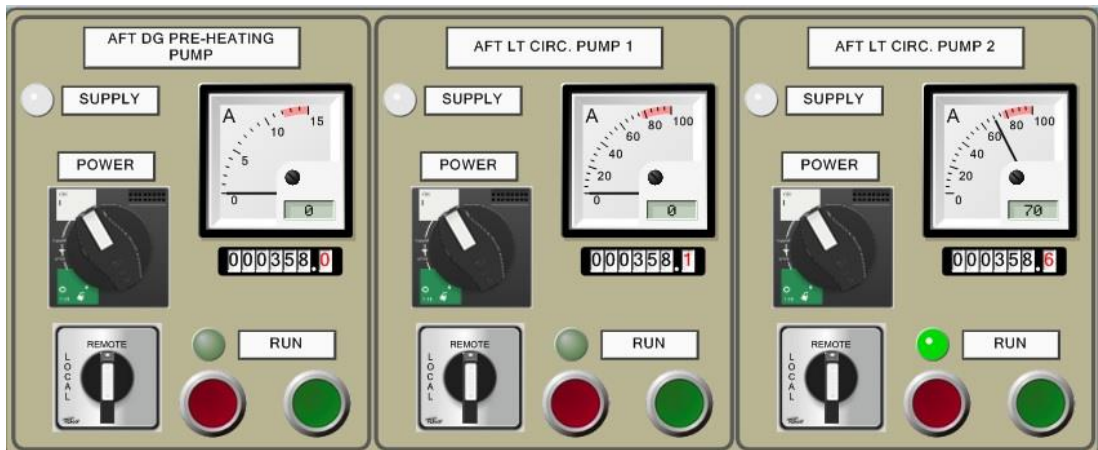 AFT DG PRE-HEATING
PUMP
SUPPLY
A
5
10
15
0
0
POWER
000358.0
REMOTE
LOCAL
RUN
AFT LT CIRC. PUMP 1
SUPPLY
A
0
20
40
60
80
100
0
POWER
000358.1
REMOTE
LOCAL
RUN
AFT LT CIRC. PUMP 2
SUPPLY
A
0
20
40
60
80
100
70
POWER
000358.6
REMOTE
LOCAL
RUN